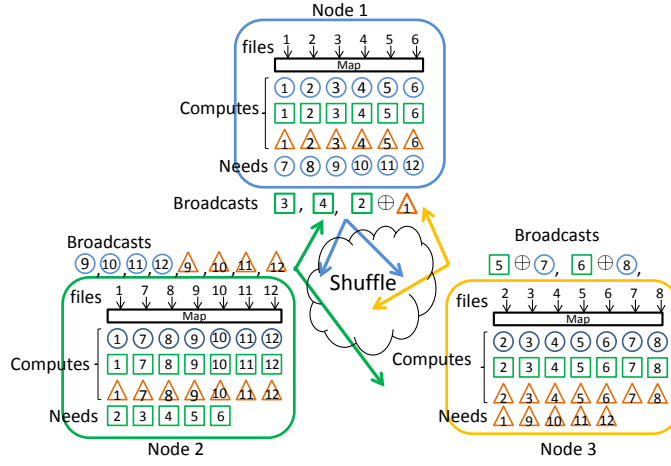 Node 1
files 1 2 3 4 5 6
Map
Computes
1 2 3 4 5 6
1 2 3 4 5 6
1 2 3 4 5 6
Needs 7 8 9 10 11 12
Broadcasts 3 , 4 , 2 ⊕ 1
Shuffle
Broadcasts
9 , 10 , 11 , 12 , 9 , 10 , 11 , 12
files 1 7 8 9 10 11 12
Map
Computes
1 7 8 9 10 11 12
1 7 8 9 10 11 12
1 7 8 9 10 11 12
Needs 2 3 4 5 6
Node 2
Broadcasts
5 ⊕ 7 , 6 ⊕ 8 ,
files 2 3 4 5 6 7 8
Map
Computes
2 3 4 5 6 7 8
2 3 4 5 6 7 8
2 3 4 5 6 7 8
Needs 1 9 10 11 12
Node 3